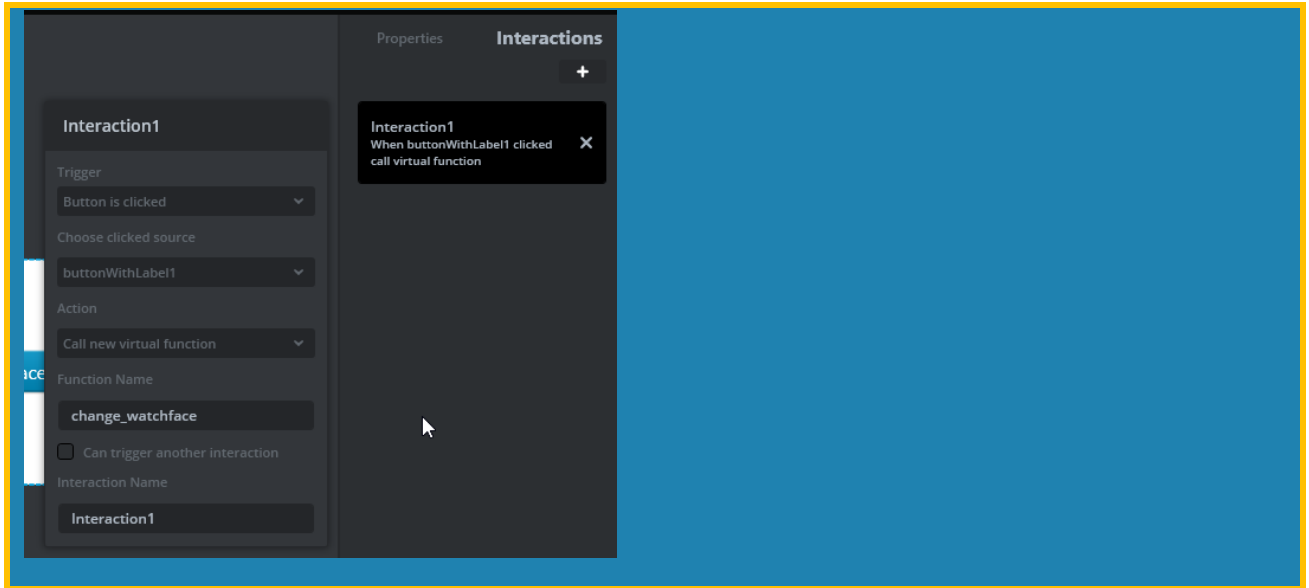 Properties
Interactions
+
Interaction1
Trigger
Button is clicked
Choose clicked source
buttonWithLabel1
Action
Call new virtual function
Function Name
change_watchface
Can trigger another interaction
Interaction Name
Interaction1
Interaction1
When buttonWithLabel1 clicked
call virtual function
ace